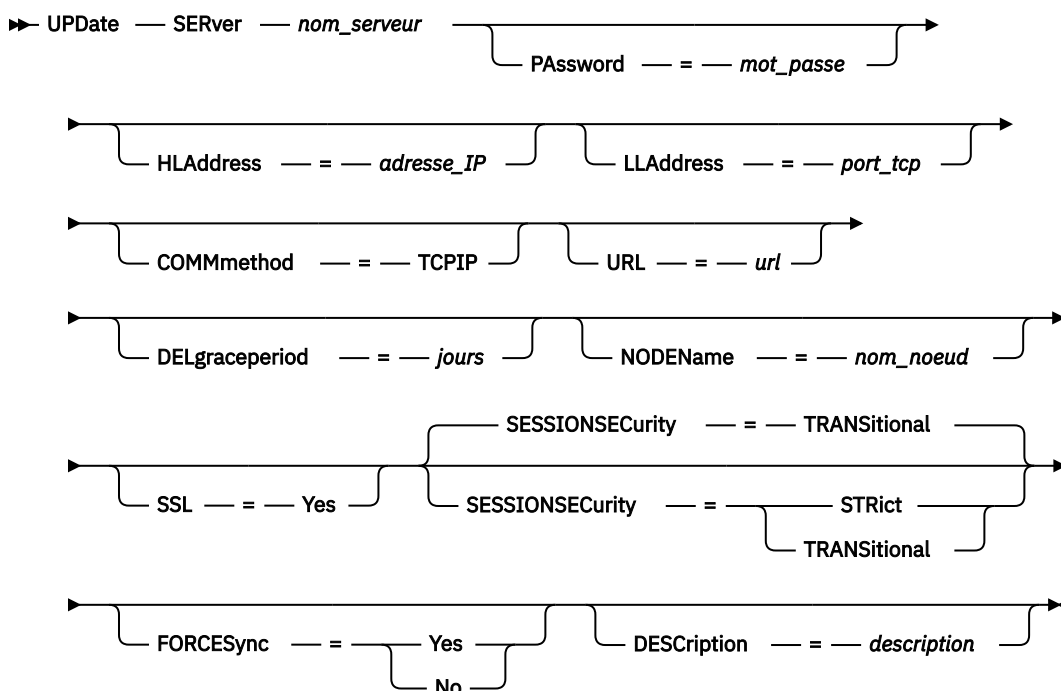 UPDate SERver nom_serveur
PAssword = mot_passe
HLAddress = adresse_IP LLAddress = port_tcp
COMMmethod = TCPIP URL = url
DELgraceperiod = jours NODEName = nom_noeud
SESSIONSECurity = TRANSitional
SSL = Yes SESSIONSECurity = STRict
TRANSitional
FORCESync = Yes DESCription = description
No